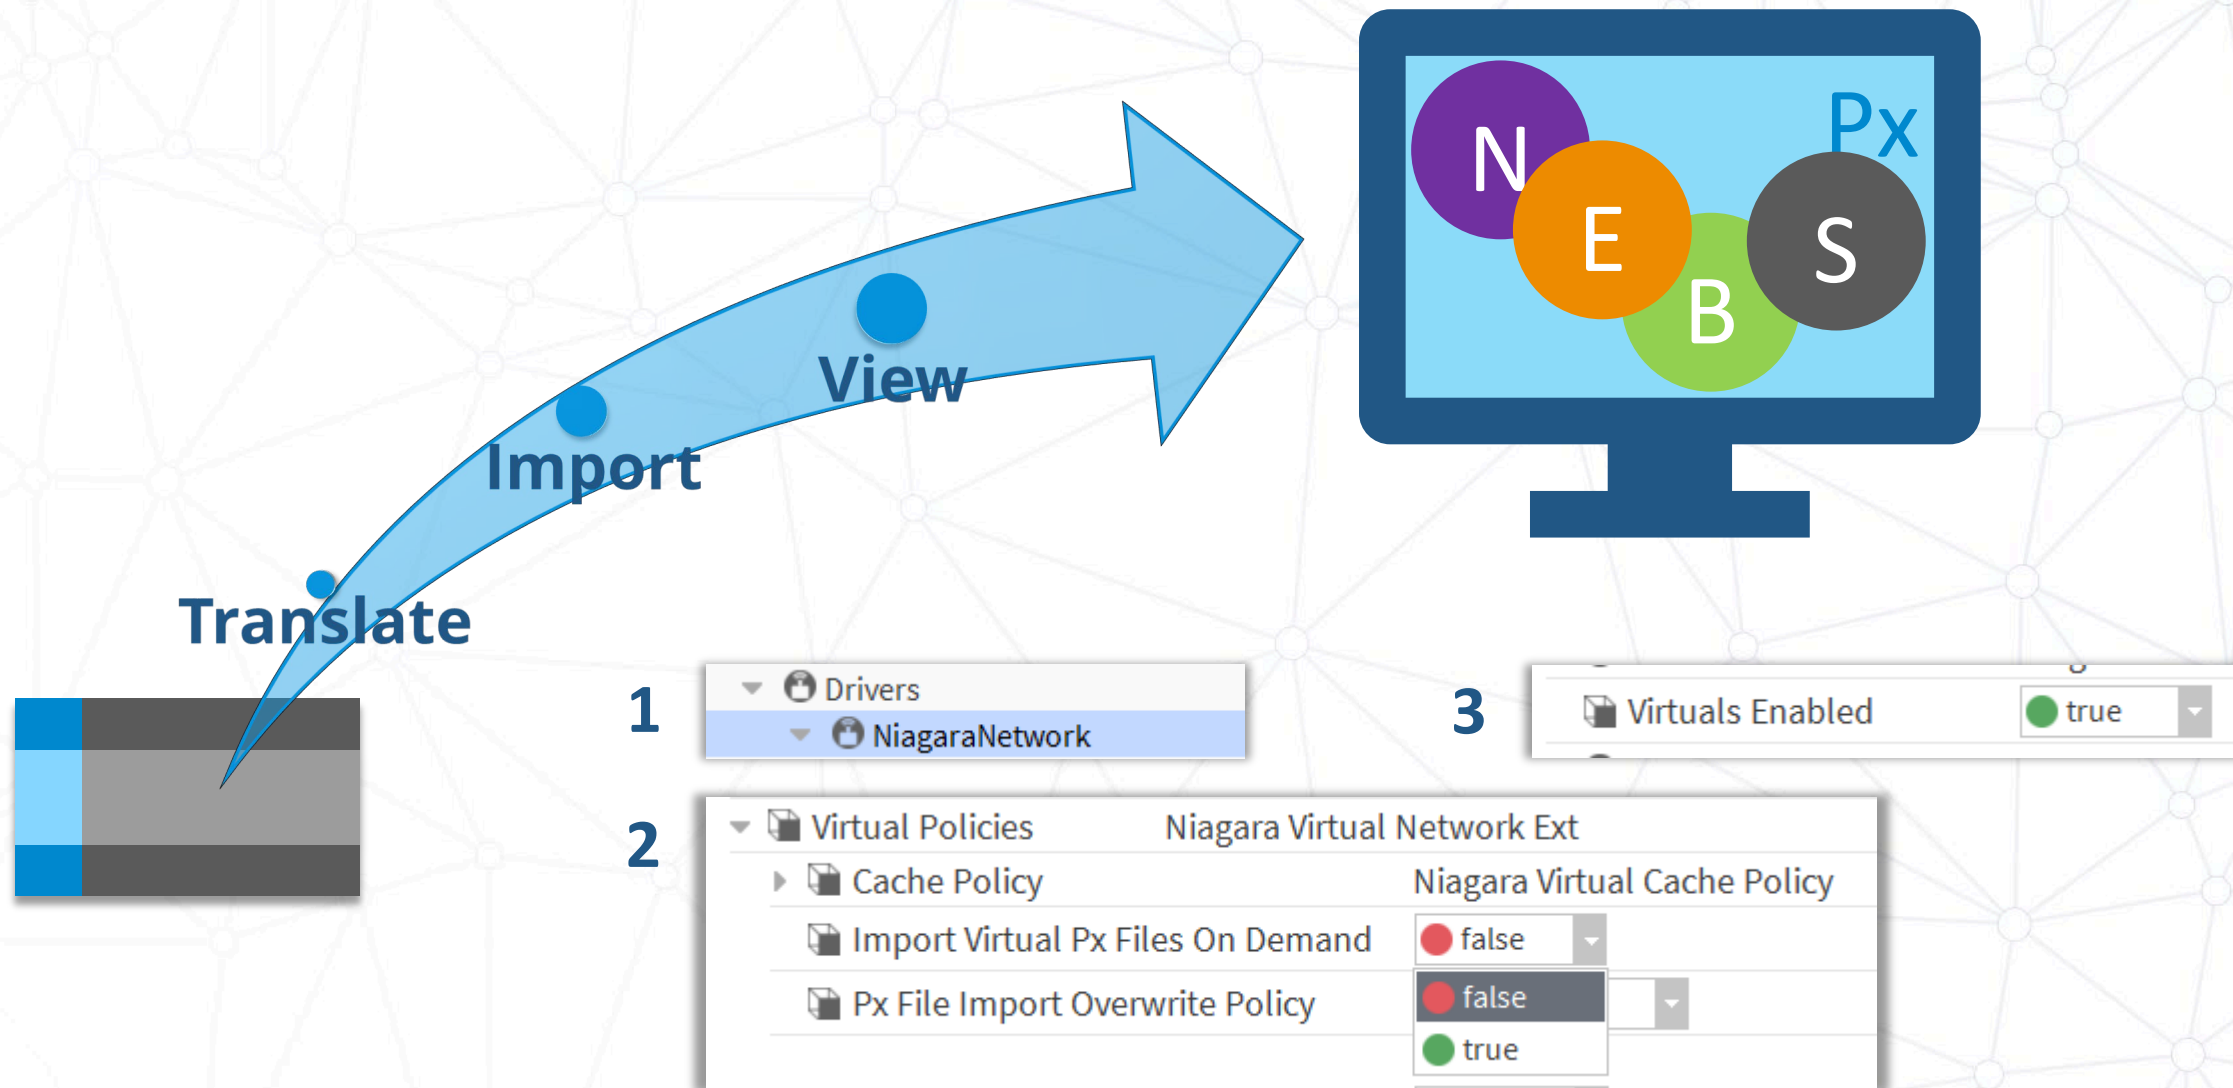 N
E
B
S
Px
View
Import
Translate
1
Drivers
NiagaraNetwork
3
Virtuals Enabled true
2
Virtual Policies Niagara Virtual Network Ext
Cache Policy Niagara Virtual Cache Policy
Import Virtual Px Files On Demand false
false
Px File Import Overwrite Policy
true